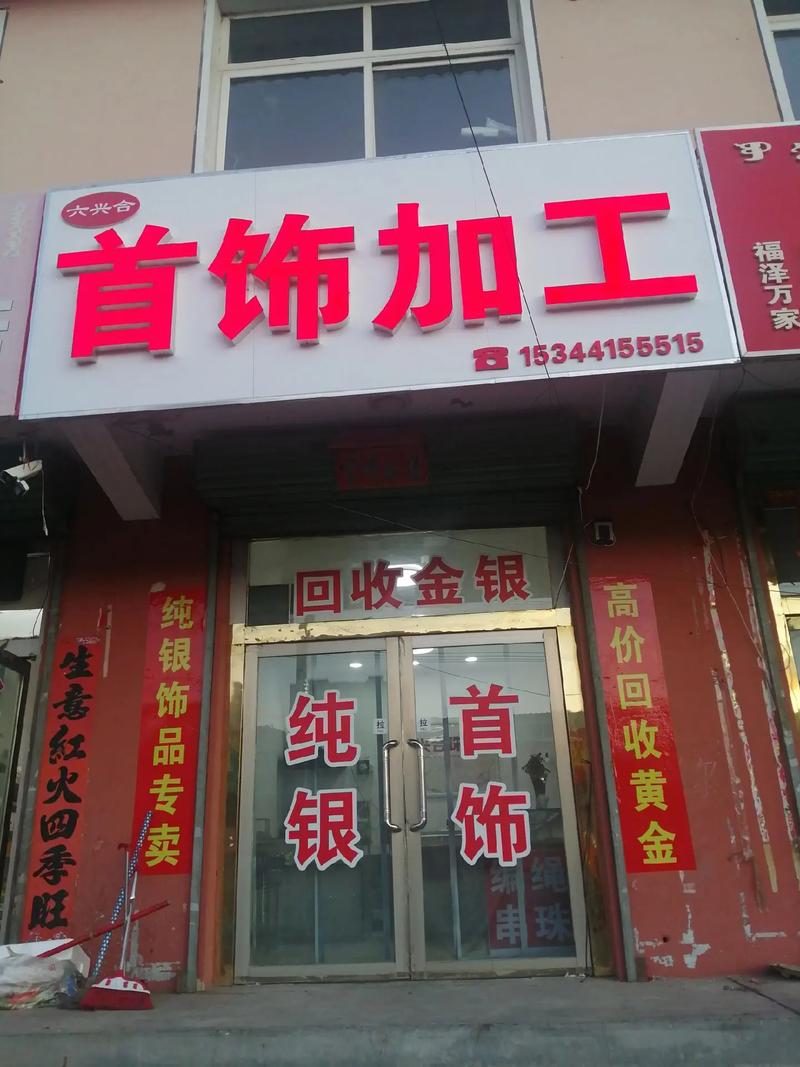 六兴合
首饰加工
15344155515
福泽万家
回收金银
纯银饰品专卖
高价回收黄金
生意紅火四季旺
纯银
首饰
拉
拉
编绳
串珠